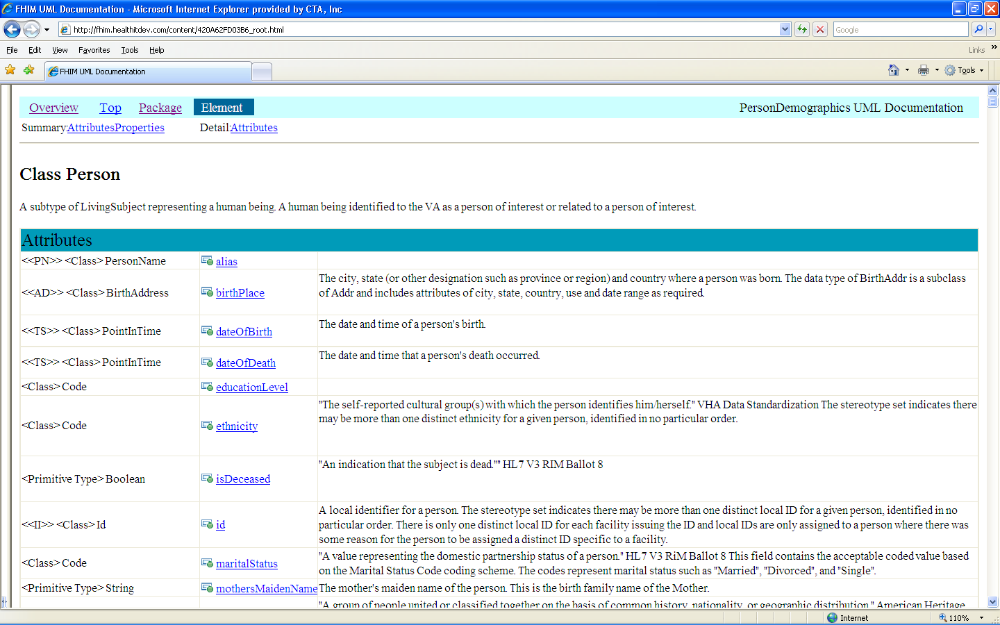 FHIM UML Documentation - Microsoft Internet Explorer provided by CTA, Inc
http://fhim.healthitdev.com/content/420A62FD03B6_root.html
Google
File Edit View Favorites Tools Help
Links »
FHIM UML Documentation
Tools
Overview Top Package Element PersonDemographics UML Documentation
Summary:AttributesProperties Detail:Attributes
Class Person
A subtype of LivingSubject representing a human being. A human being identified to the VA as a person of interest or related to a person of interest.
Attributes
<<PN>> <Class> PersonName alias
The city, state (or other designation such as province or region) and country where a person was born. The data type of BirthAddr is a subclass
<<AD>> <Class> BirthAddress birthPlace of Addr and includes attributes of city, state, country, use and date range as required.
The date and time of a person's birth.
<<TS>> <Class> PointInTime dateOfBirth
The date and time that a person's death occurred.
<<TS>> <Class> PointInTime dateOfDeath
<Class> Code educationLevel
"The self-reported cultural group(s) with which the person identifies him/herself." VHA Data Standardization The stereotype set indicates there
may be more than one distinct ethnicity for a given person, identified in no particular order.
<Class> Code ethnicity
"An indication that the subject is dead."" HL7 V3 RIM Ballot 8
<Primitive Type> Boolean isDeceased
A local identifier for a person. The stereotype set indicates there may be more than one distinct local ID for a given person, identified in no
<<II>> <Class> Id id particular order. There is only one distinct local ID for each facility issuing the ID and local IDs are only assigned to a person where there was
some reason for the person to be assigned a distinct ID specific to a facility.
"A value representing the domestic partnership status of a person." HL7 V3 RiM Ballot 8 This field contains the acceptable coded value based
<Class> Code maritalStatus on the Marital Status Code coding scheme. The codes represent marital status such as "Married", "Divorced", and "Single".
<Primitive Type> String mothersMaidenName The mother's maiden name of the person. This is the birth family name of the Mother.
"A group of people united or classified together on the basis of common history, nationality, or geographic distribution." American Heritage
Internet 110%